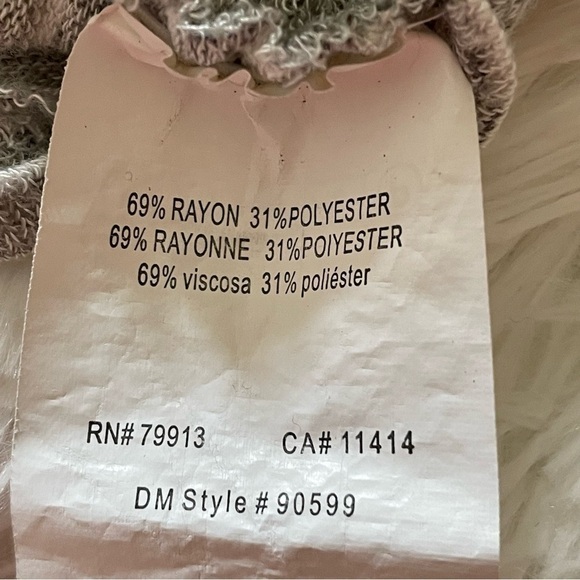 69% RAYON 31%POLYESTER
69% RAYONNE 31%POIYESTER
69% viscosa 31% poliéster
RN# 79913 CA# 11414
DM Style # 90599